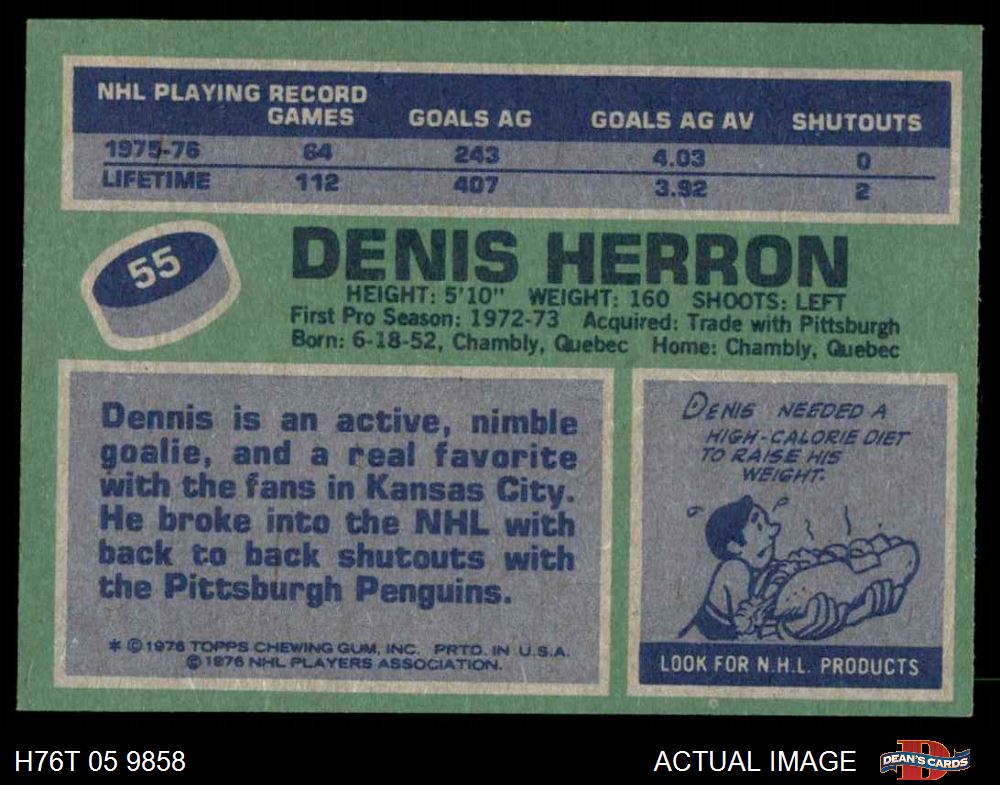 NHL PLAYING RECORD
GAMES GOALS AG GOALS AG AV SHUTOUTS
1975-76 64 243 4.03 0
LIFETIME 112 407 3.92 2
55
DENIS HERRON
HEIGHT: 5'10" WEIGHT: 160 SHOOTS: LEFT
First Pro Season: 1972-73 Acquired: Trade with Pittsburgh
Born: 6-18-52, Chambly, Quebec Home: Chambly, Quebec
Dennis is an active, nimble
goalie, and a real favorite
with the fans in Kansas City.
He broke into the NHL with
back to back shutouts with
the Pittsburgh Penguins.
* © 1976 TOPPS CHEWING GUM, INC. PRTD. IN U.S.A.
© 1976 NHL PLAYERS ASSOCIATION.
DENIS NEEDED A
HIGH-CALORIE DIET
TO RAISE HIS
WEIGHT.
LOOK FOR N.H.L. PRODUCTS
H76T 05 9858 ACTUAL IMAGE
D
DEAN'S CARDS